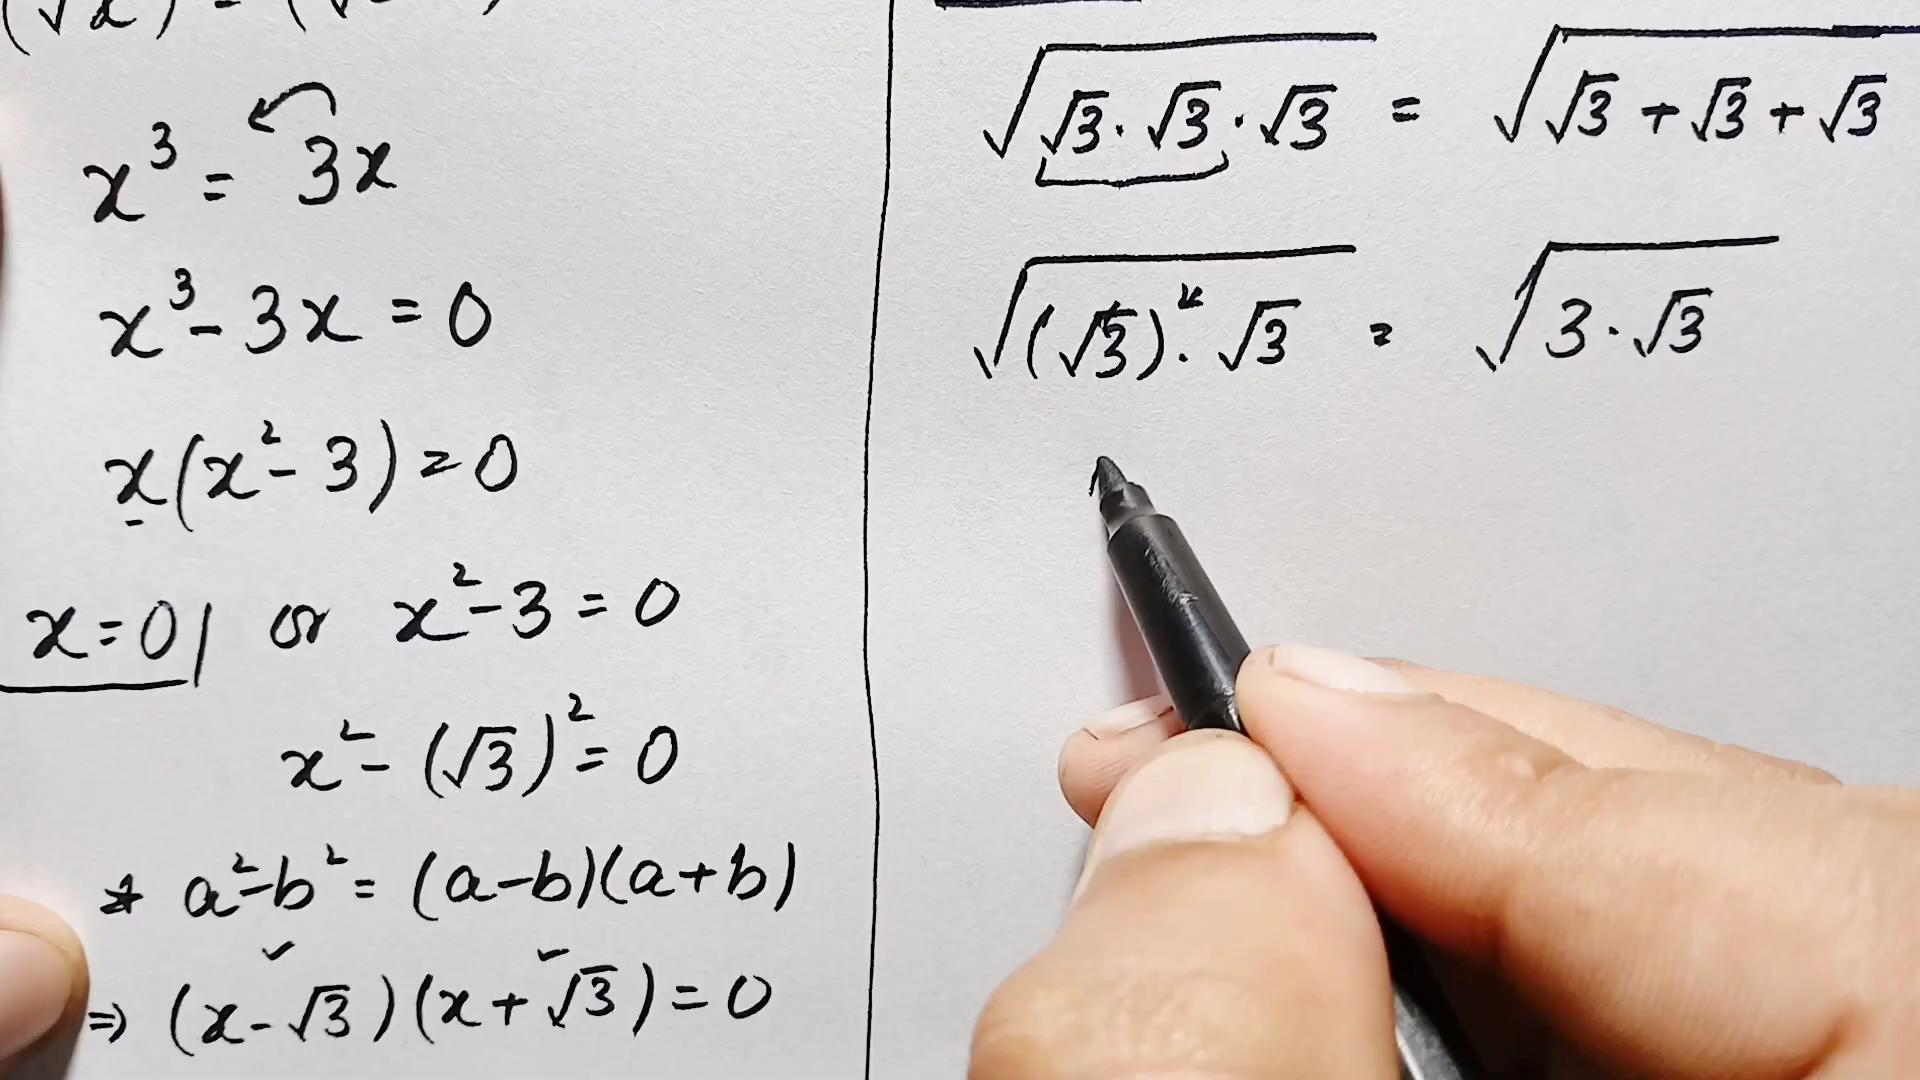 x³ = 3x
x³ - 3x = 0
x(x² - 3) = 0
x = 0 or x² - 3 = 0
x² - (√3)² = 0
* a² - b² = (a-b)(a+b)
⇒ (x - √3)(x + √3) = 0
√(√3 · √3 · √3) = √(√3 + √3 + √3)
√((√3)² · √3) = √(3 · √3)